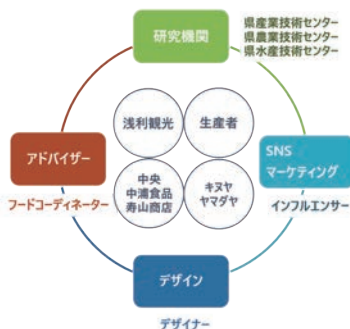 研究機関
県産業技術センター
県農業技術センター
県水産技術センター
浅利観光
生産者
アドバイザー
フードコーディネーター
SNS
マーケティング
インフルエンサー
中央
中浦食品
寿山商店
キヌヤ
ヤマダヤ
デザイン
デザイナー